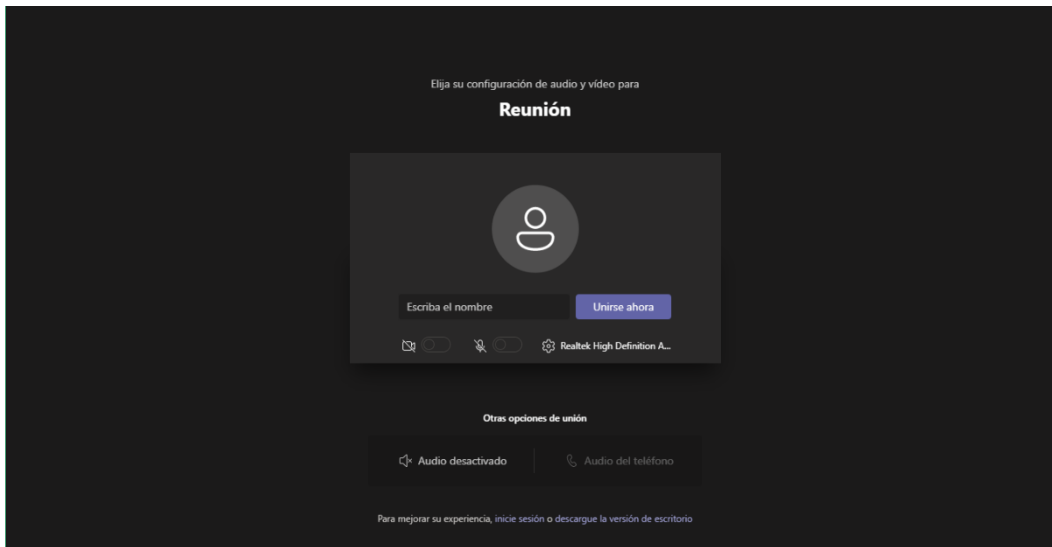 Elija su configuración de audio y vídeo para
Reunión
Escriba el nombre
Unirse ahora
Realtek High Definition A...
Otras opciones de unión
Audio desactivado
Audio del teléfono
Para mejorar su experiencia, inicie sesión o descargue la versión de escritorio